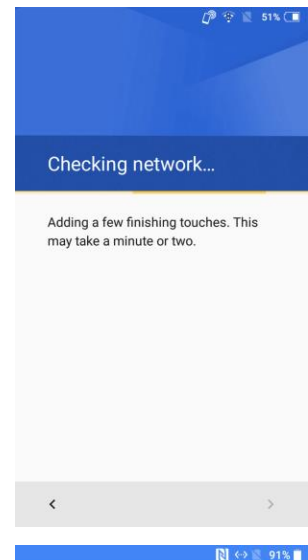 51%
Checking network...
Adding a few finishing touches. This
may take a minute or two.
91%